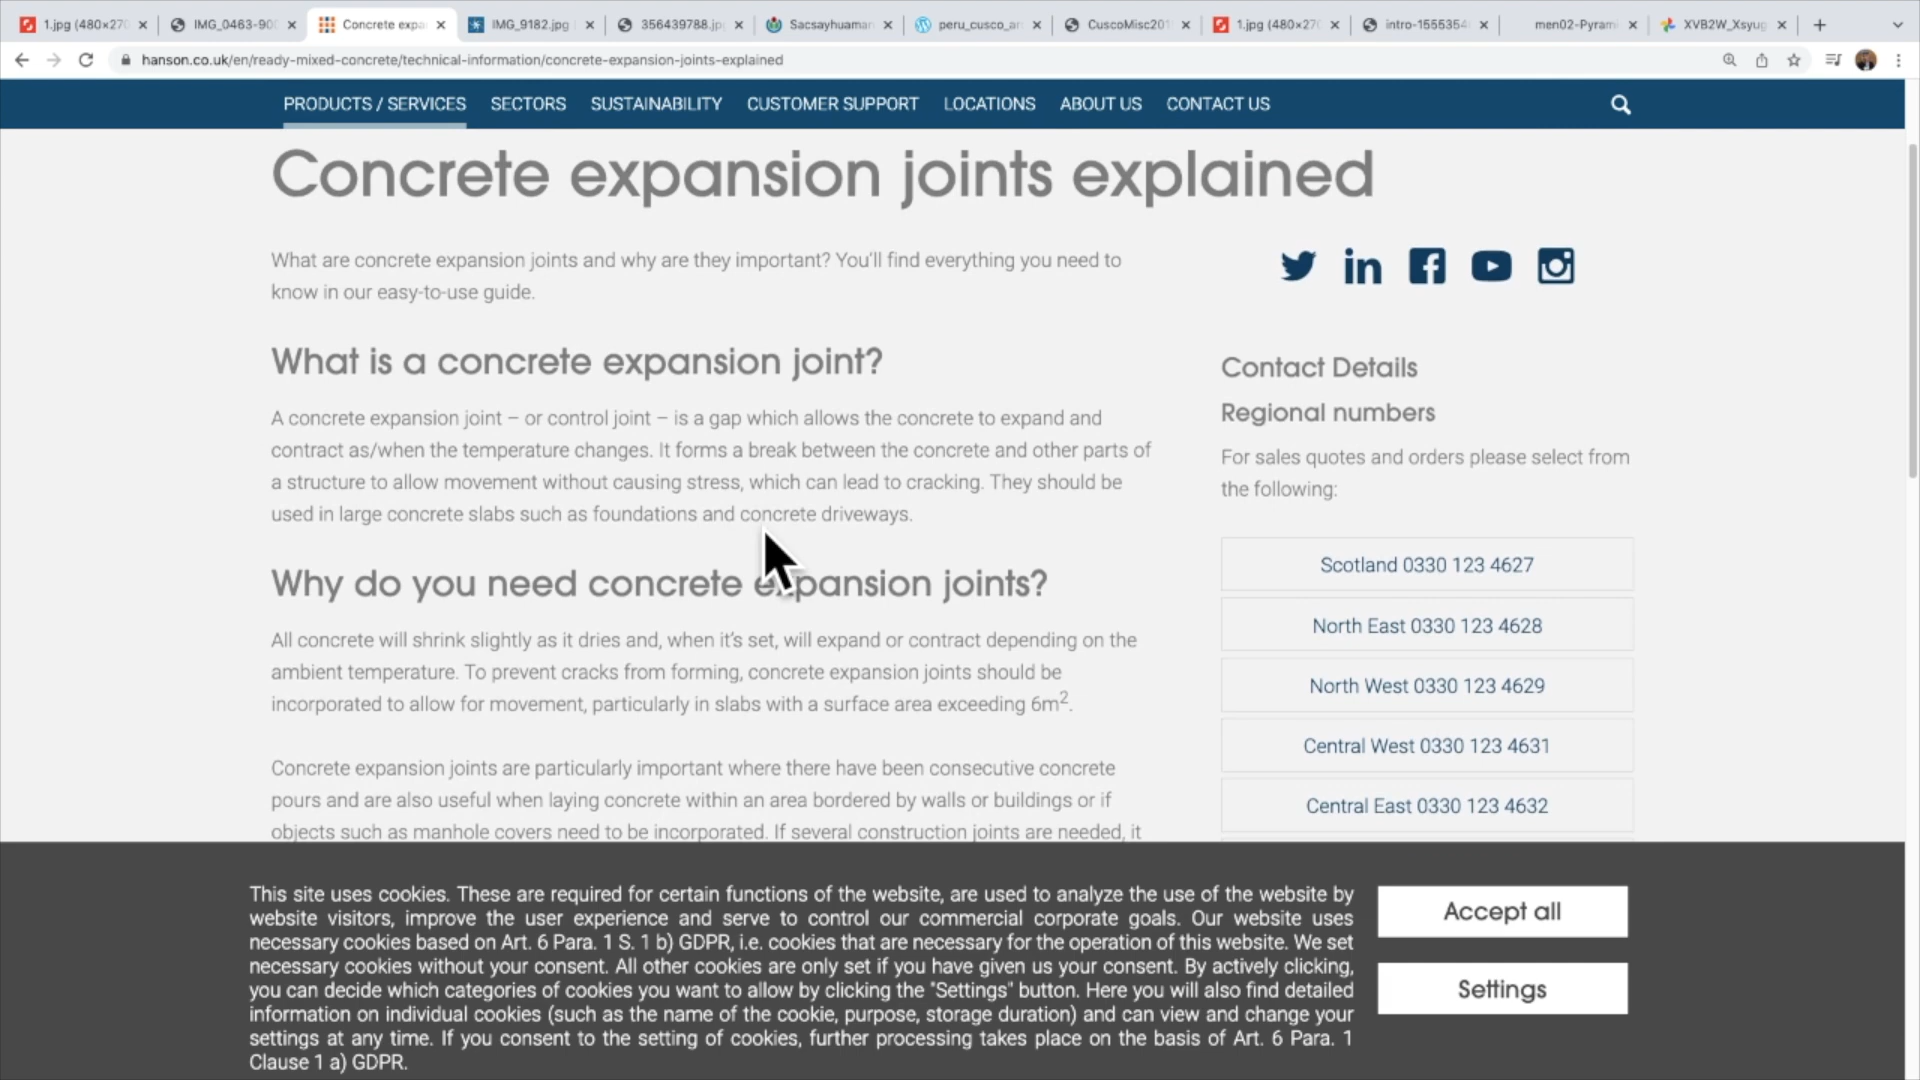 1.jpg (480×270
IMG_0463-900
Concrete expa
IMG_9182.jpg
356439788.jp
Sacsayhuaman
peru_cusco_ar
CuscoMisc201
1.jpg (480×270
intro-1555354
men02-Pyram
XVB2W_Xsyug
hanson.co.uk/en/ready-mixed-concrete/technical-information/concrete-expansion-joints-explained
PRODUCTS / SERVICES SECTORS SUSTAINABILITY CUSTOMER SUPPORT LOCATIONS ABOUT US CONTACT US
Concrete expansion joints explained
What are concrete expansion joints and why are they important? You'll find everything you need to
know in our easy-to-use guide.
What is a concrete expansion joint?
A concrete expansion joint – or control joint – is a gap which allows the concrete to expand and
contract as/when the temperature changes. It forms a break between the concrete and other parts of
a structure to allow movement without causing stress, which can lead to cracking. They should be
used in large concrete slabs such as foundations and concrete driveways.
Why do you need concrete expansion joints?
All concrete will shrink slightly as it dries and, when it's set, will expand or contract depending on the
ambient temperature. To prevent cracks from forming, concrete expansion joints should be
incorporated to allow for movement, particularly in slabs with a surface area exceeding 6m².
Concrete expansion joints are particularly important where there have been consecutive concrete
pours and are also useful when laying concrete within an area bordered by walls or buildings or if
objects such as manhole covers need to be incorporated. If several construction joints are needed, it
Contact Details
Regional numbers
For sales quotes and orders please select from
the following:
Scotland 0330 123 4627
North East 0330 123 4628
North West 0330 123 4629
Central West 0330 123 4631
Central East 0330 123 4632
This site uses cookies. These are required for certain functions of the website, are used to analyze the use of the website by
website visitors, improve the user experience and serve to control our commercial corporate goals. Our website uses
necessary cookies based on Art. 6 Para. 1 S. 1 b) GDPR, i.e. cookies that are necessary for the operation of this website. We set
necessary cookies without your consent. All other cookies are only set if you have given us your consent. By actively clicking,
you can decide which categories of cookies you want to allow by clicking the "Settings" button. Here you will also find detailed
information on individual cookies (such as the name of the cookie, purpose, storage duration) and can view and change your
settings at any time. If you consent to the setting of cookies, further processing takes place on the basis of Art. 6 Para. 1
Clause 1 a) GDPR.
Accept all
Settings